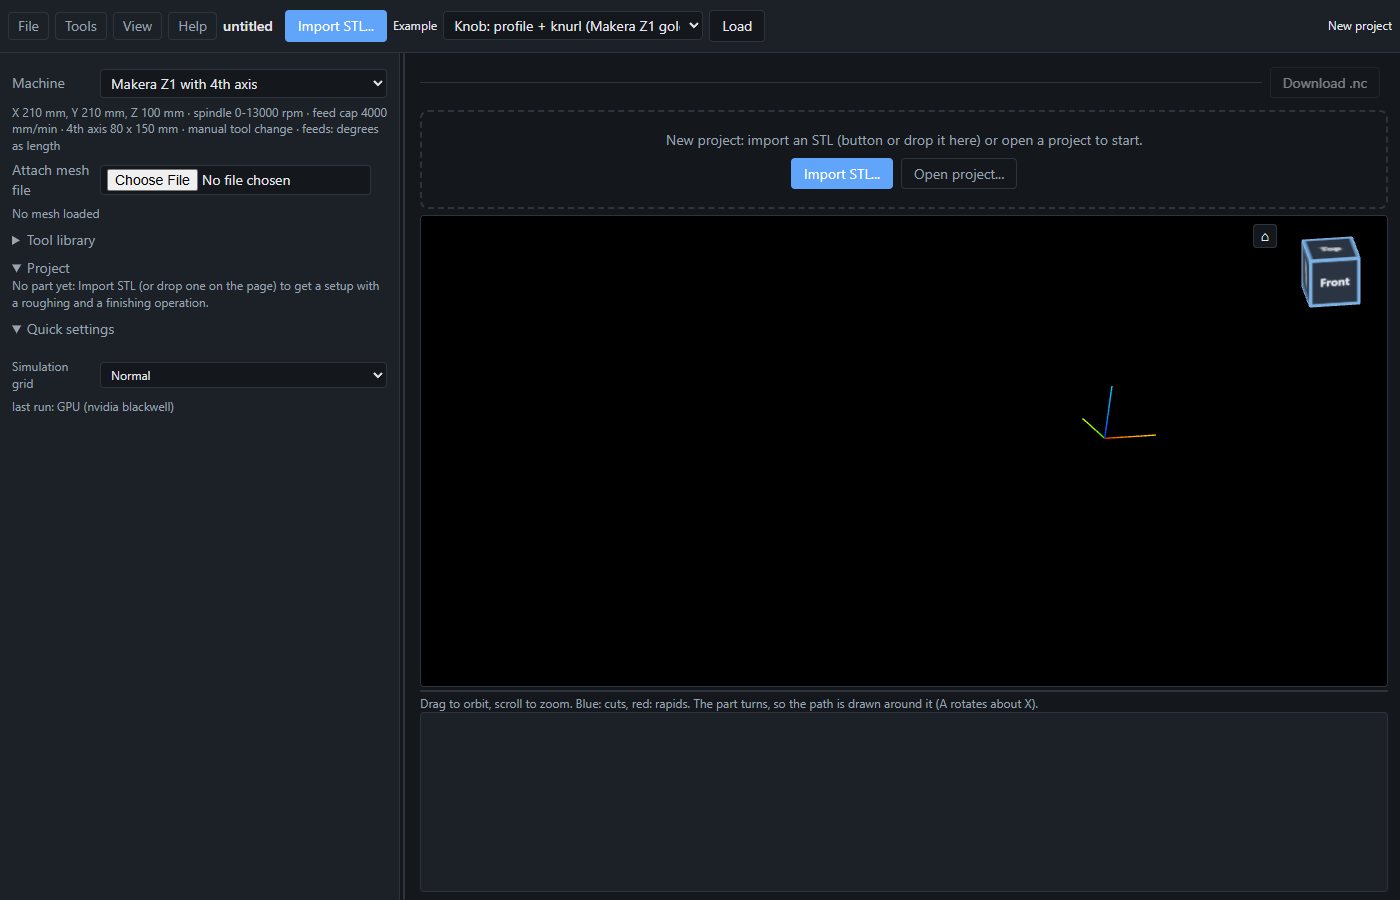 File Tools View Help untitled Import STL... Example Knob: profile + knurl (Makera Z1 gol Load New project
Machine Makera Z1 with 4th axis
X 210 mm, Y 210 mm, Z 100 mm · spindle 0-13000 rpm · feed cap 4000
mm/min · 4th axis 80 x 150 mm · manual tool change · feeds: degrees
as length
Attach mesh
file
Choose File No file chosen
No mesh loaded
Tool library
Project
No part yet: Import STL (or drop one on the page) to get a setup with
a roughing and a finishing operation.
Quick settings
Simulation
grid
Normal
last run: GPU (nvidia blackwell)
Download .nc
New project: import an STL (button or drop it here) or open a project to start.
Import STL... Open project...
Top
Front
Drag to orbit, scroll to zoom. Blue: cuts, red: rapids. The part turns, so the path is drawn around it (A rotates about X).